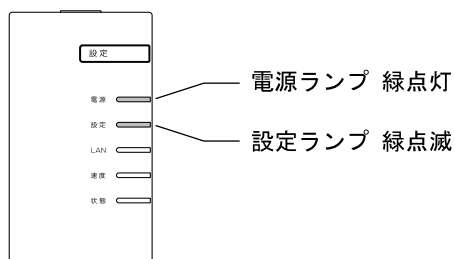 設定
電源
電源ランプ 緑点灯
設定
設定ランプ 緑点滅
LAN
速度
状態